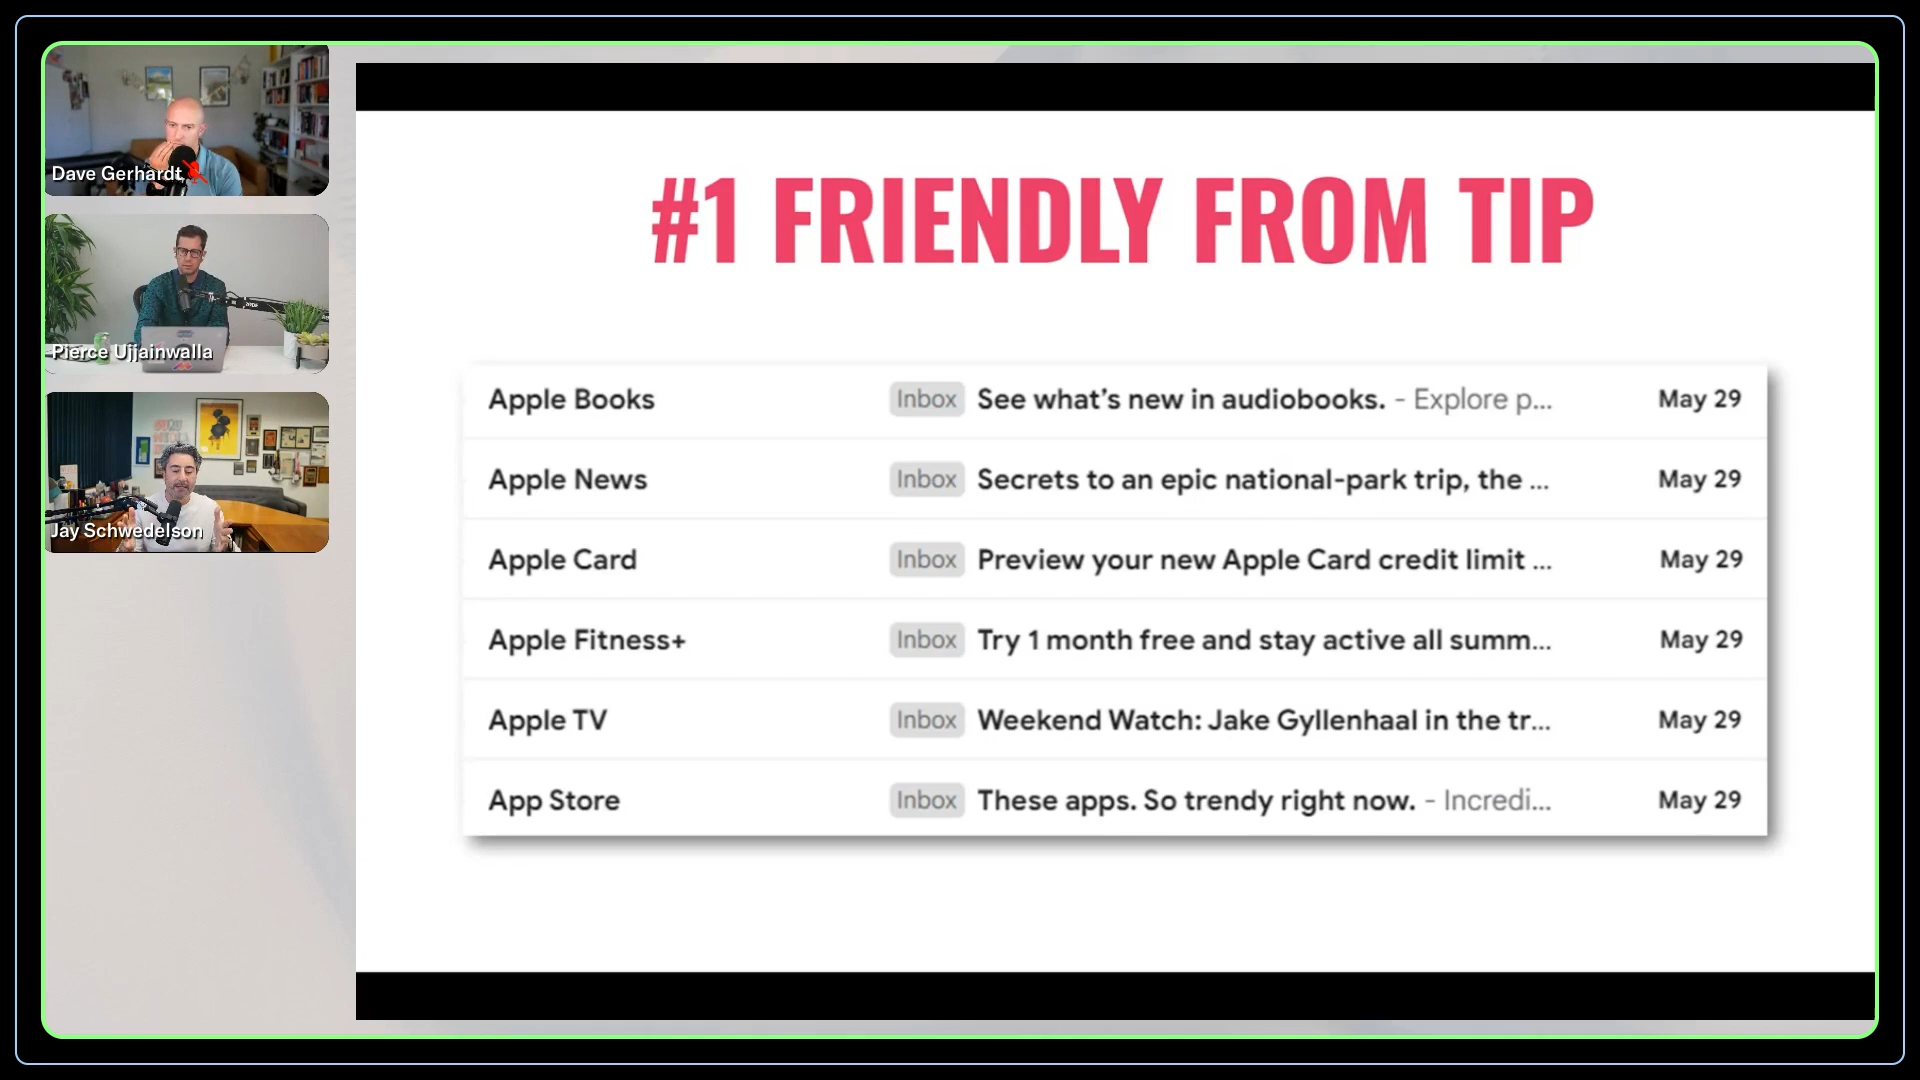 Dave Gerhardt
Pierce Ujjainwalla
Jay Schwedelson
#1 FRIENDLY FROM TIP
Apple Books Inbox See what's new in audiobooks. - Explore p... May 29
Apple News Inbox Secrets to an epic national-park trip, the ... May 29
Apple Card Inbox Preview your new Apple Card credit limit ... May 29
Apple Fitness+ Inbox Try 1 month free and stay active all summ... May 29
Apple TV Inbox Weekend Watch: Jake Gyllenhaal in the tr... May 29
App Store Inbox These apps. So trendy right now. - Incredi... May 29